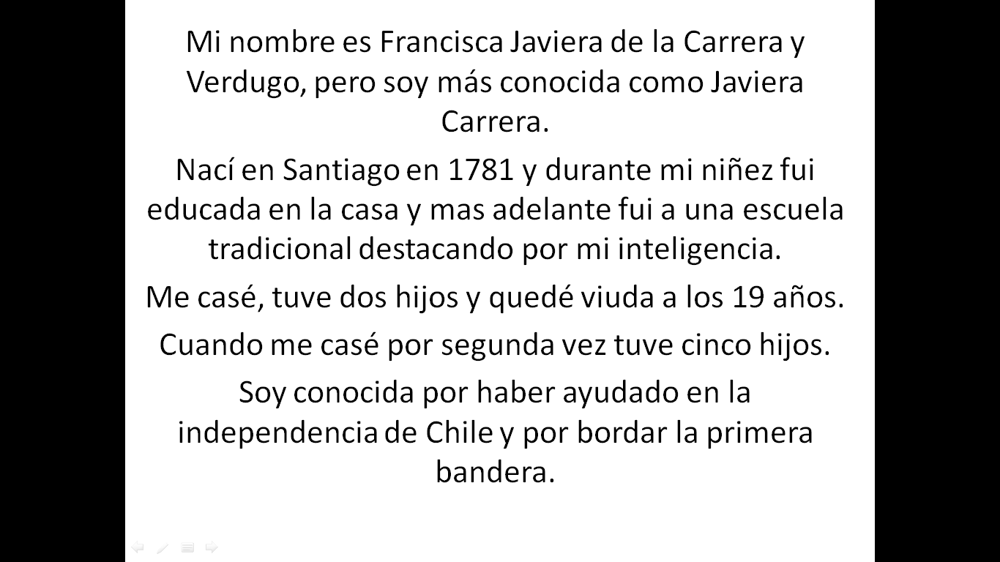 Mi nombre es Francisca Javiera de la Carrera y
Verdugo, pero soy más conocida como Javiera
Carrera.
Nací en Santiago en 1781 y durante mi niñez fui
educada en la casa y mas adelante fui a una escuela
tradicional destacando por mi inteligencia.
Me casé, tuve dos hijos y quedé viuda a los 19 años.
Cuando me casé por segunda vez tuve cinco hijos.
Soy conocida por haber ayudado en la
independencia de Chile y por bordar la primera
bandera.